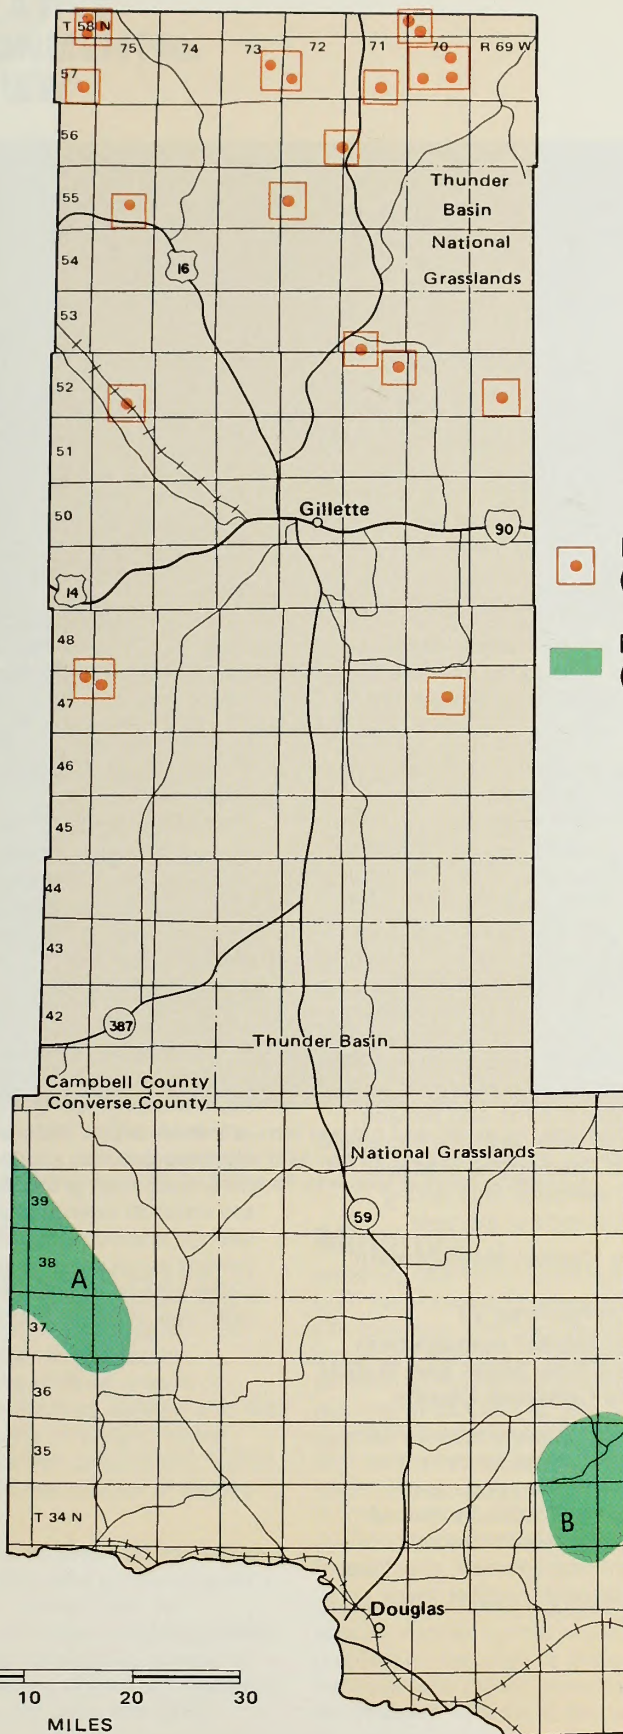 T 58 N
75 74 73 72 71 70 R 69 W
57
56
55
Thunder
Basin
National
Grasslands
54
16
53
52
51
50
Gillette
90
14
48
47
46
45
44
43
42
387
Thunder Basin
Campbell County
Converse County
National Grasslands
39
59
38
A
37
36
35
T 34 N
B
Douglas
10 20 30
MILES